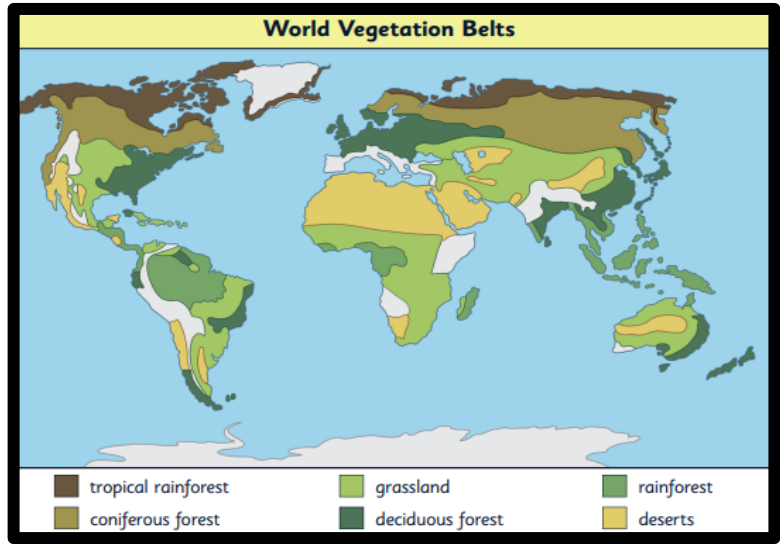 World Vegetation Belts
tropical rainforest
grassland
rainforest
coniferous forest
deciduous forest
deserts